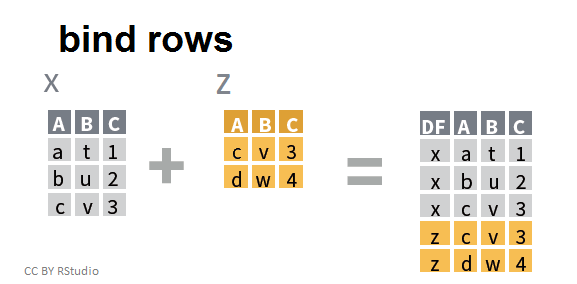 bind rows
X
A B C
a t 1
b u 2
c v 3
+
Z
A B C
c v 3
d w 4
=
DF A B C
x a t 1
x b u 2
x c v 3
z c v 3
z d w 4
CC BY RStudio